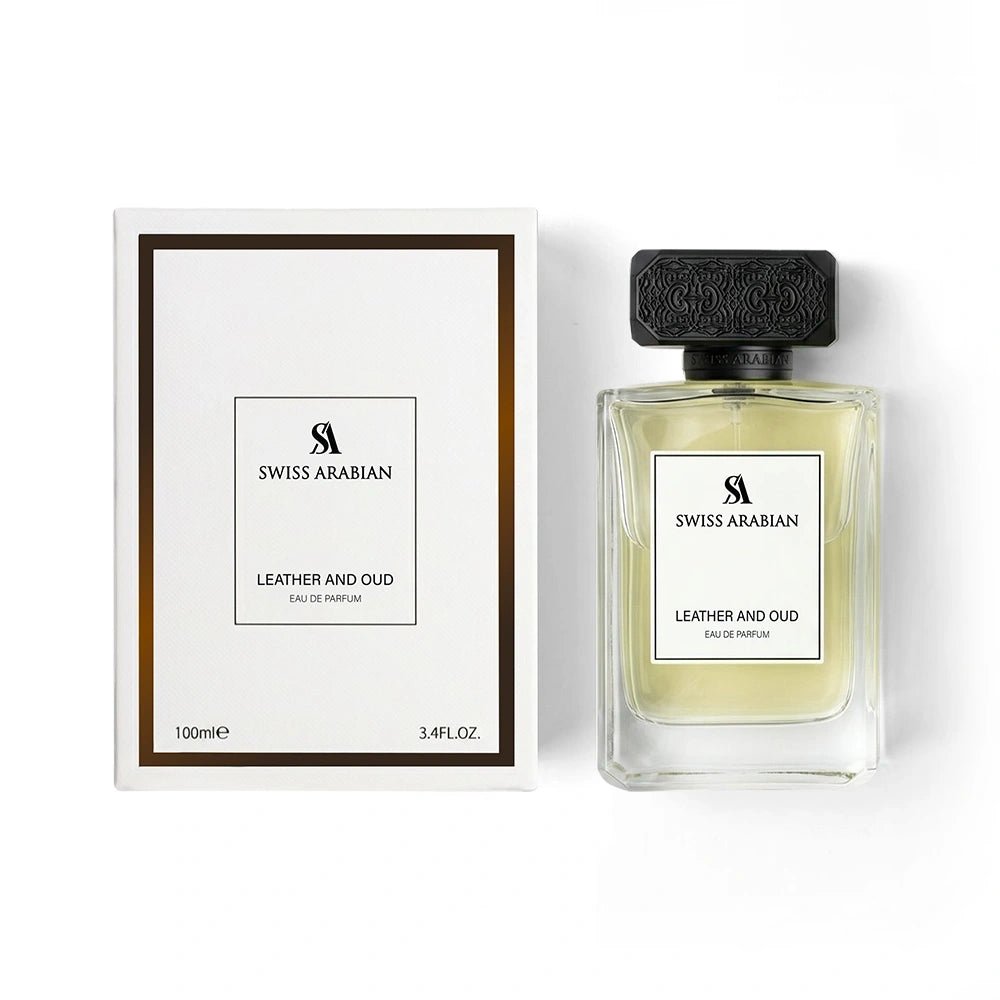 SA
SWISS ARABIAN
LEATHER AND OUD
EAU DE PARFUM
100ml℮
3.4FL.OZ.
SWISS ARABIAN
SA
SWISS ARABIAN
LEATHER AND OUD
EAU DE PARFUM